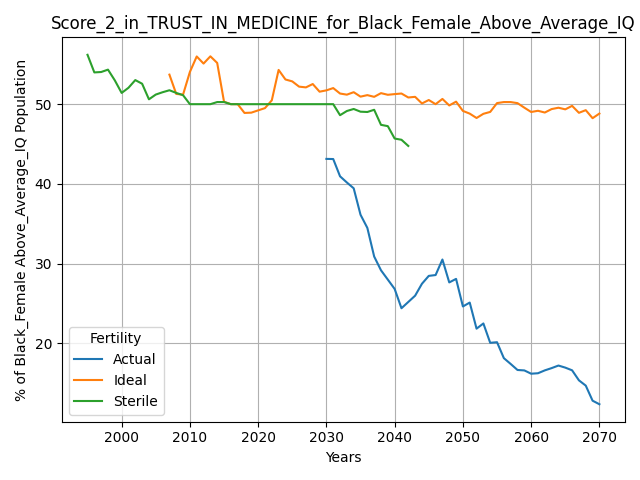 Score_2_in_TRUST_IN_MEDICINE_for_Black_Female_Above_Average_IQ
% of Black_Female Above_Average_IQ Population
50
40
30
20
Fertility
Actual
Ideal
Sterile
2000 2010 2020 2030 2040 2050 2060 2070
Years